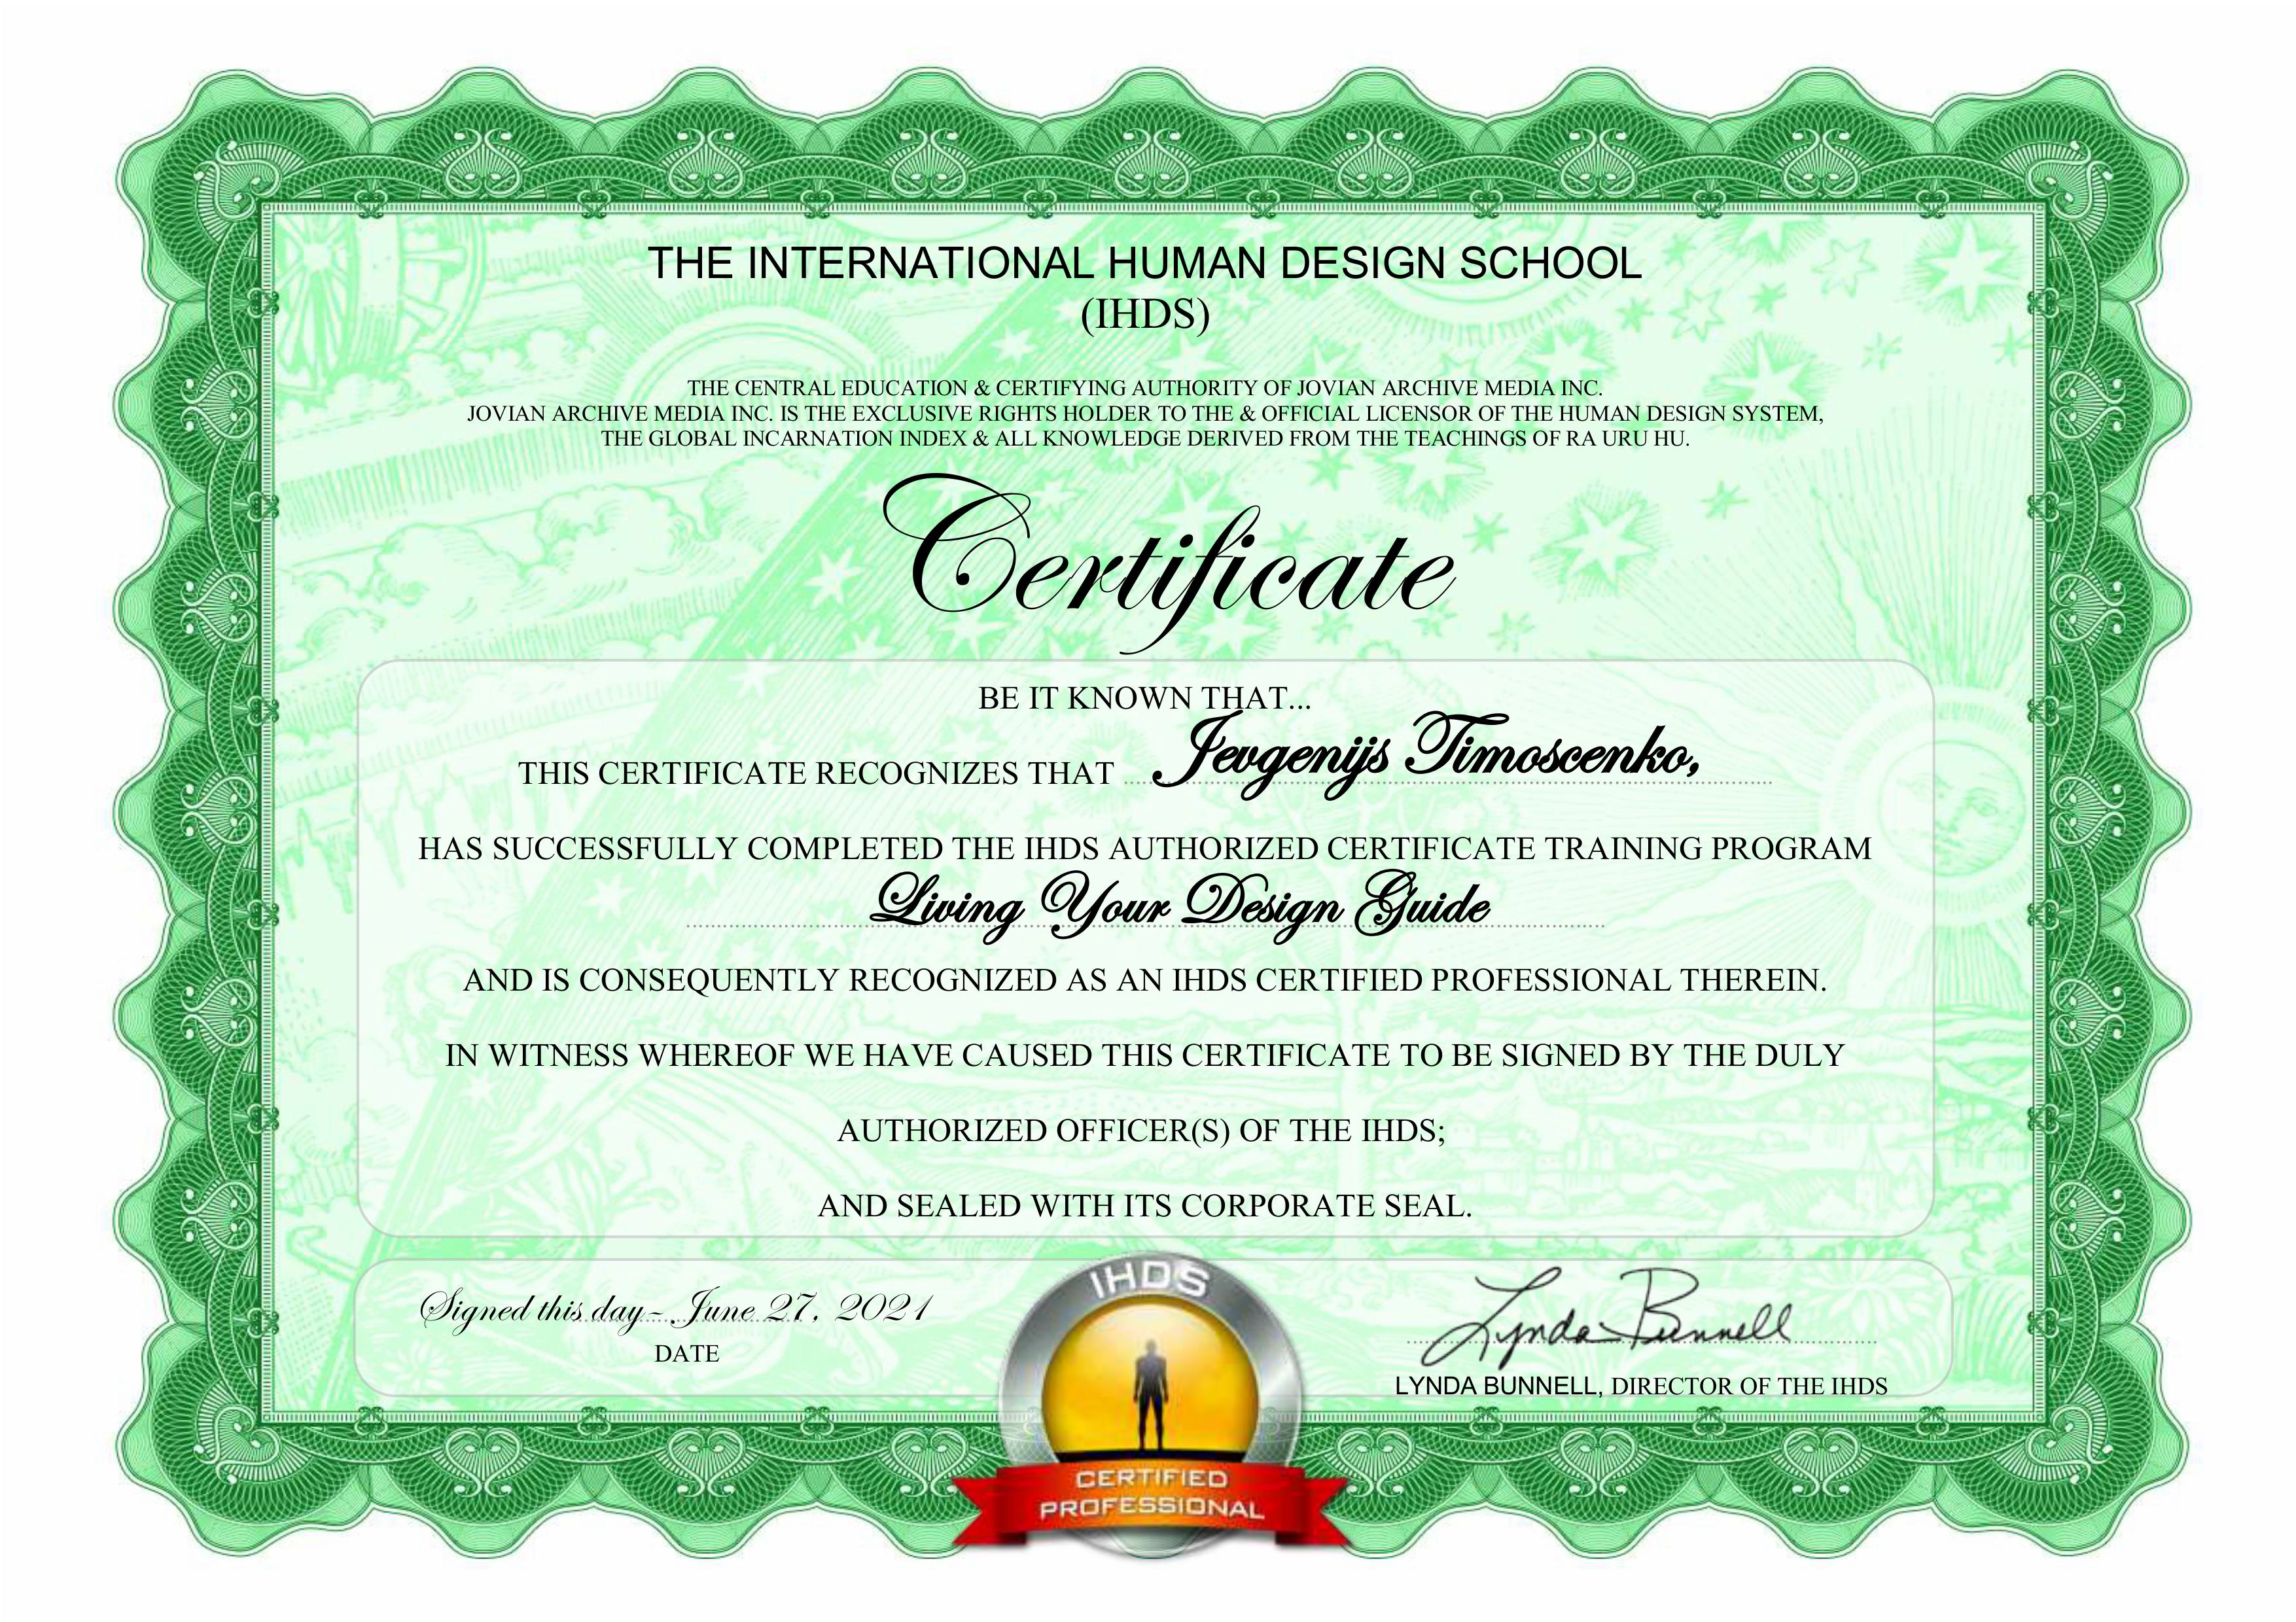 THE INTERNATIONAL HUMAN DESIGN SCHOOL
(IHDS)
THE CENTRAL EDUCATION & CERTIFYING AUTHORITY OF JOVIAN ARCHIVE MEDIA INC.
JOVIAN ARCHIVE MEDIA INC. IS THE EXCLUSIVE RIGHTS HOLDER TO THE & OFFICIAL LICENSOR OF THE HUMAN DESIGN SYSTEM,
THE GLOBAL INCARNATION INDEX & ALL KNOWLEDGE DERIVED FROM THE TEACHINGS OF RA URU HU.
Certificate
BE IT KNOWN THAT...
THIS CERTIFICATE RECOGNIZES THAT Jevgenijs Timoscenko,
HAS SUCCESSFULLY COMPLETED THE IHDS AUTHORIZED CERTIFICATE TRAINING PROGRAM
Living Your Design Guide
AND IS CONSEQUENTLY RECOGNIZED AS AN IHDS CERTIFIED PROFESSIONAL THEREIN.
IN WITNESS WHEREOF WE HAVE CAUSED THIS CERTIFICATE TO BE SIGNED BY THE DULY
AUTHORIZED OFFICER(S) OF THE IHDS;
AND SEALED WITH ITS CORPORATE SEAL.
Signed this day - June 27, 2021
DATE
IHDS
CERTIFIED
PROFESSIONAL
Lynda Bunnell
LYNDA BUNNELL, DIRECTOR OF THE IHDS